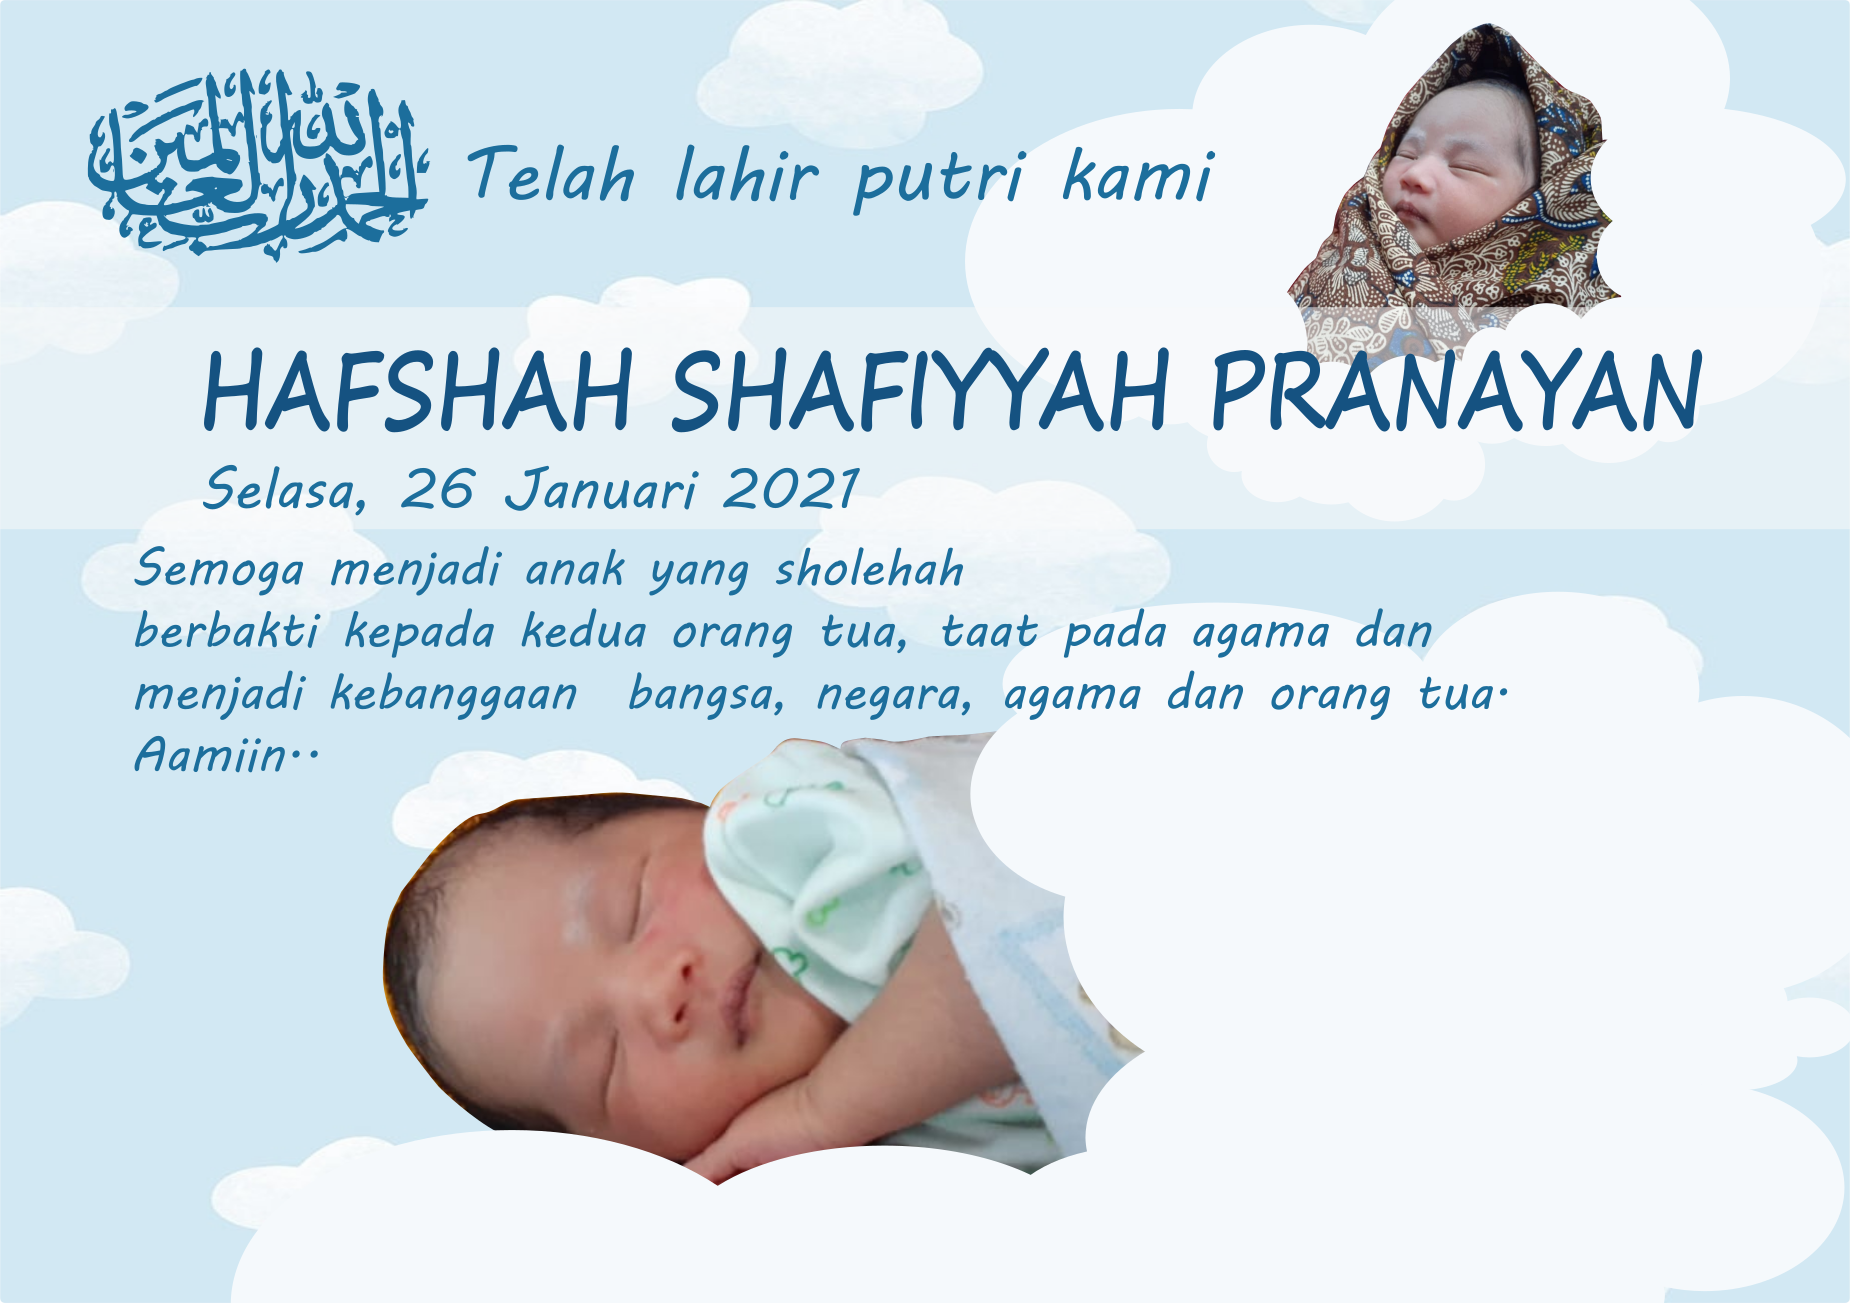 الحمد لله رب العالمين
Telah lahir putri kami
HAFSHAH SHAFIYYAH PRANAYAN
Selasa, 26 Januari 2021
Semoga menjadi anak yang sholehah
berbakti kepada kedua orang tua, taat pada agama dan
menjadi kebanggaan bangsa, negara, agama dan orang tua.
Aamiin..